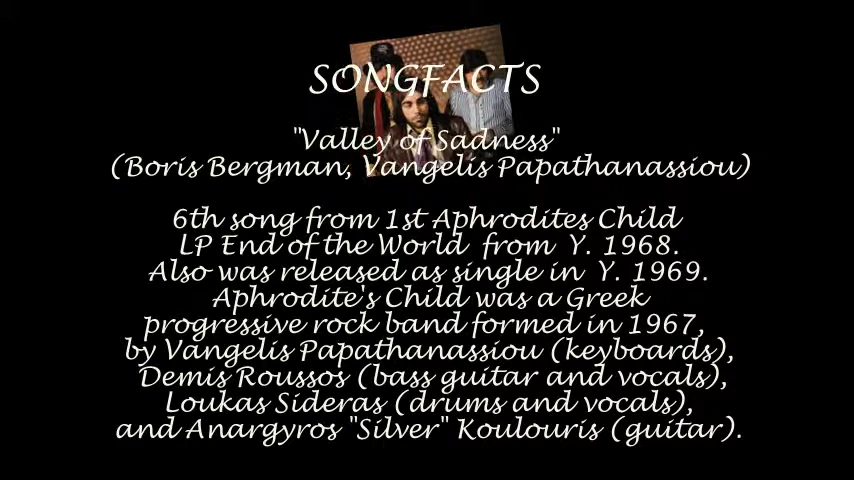 SONGFACTS
"Valley of Sadness"
(Boris Bergman, Vangelis Papathanassiou)
6th song from 1st Aphrodites Child
LP End of the World from Y. 1968.
Also was released as single in Y. 1969.
Aphrodite's Child was a Greek
progressive rock band formed in 1967,
by Vangelis Papathanassiou (keyboards),
Demis Roussos (bass guitar and vocals),
Loukas Sideras (drums and vocals),
and Anargyros "Silver" Koulouris (guitar).